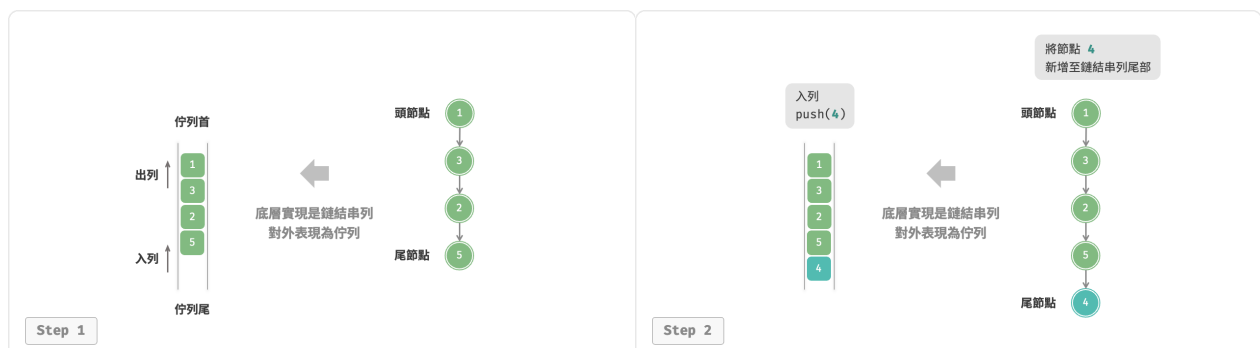 佇列首
出列
1
3
2
5
入列
佇列尾
底層實現是鏈結串列
對外表現為佇列
頭節點
1
3
2
尾節點
5
Step 1
入列
push(4)
1
3
2
5
4
底層實現是鏈結串列
對外表現為佇列
將節點 4
新增至鏈結串列尾部
頭節點
1
3
2
5
尾節點
4
Step 2